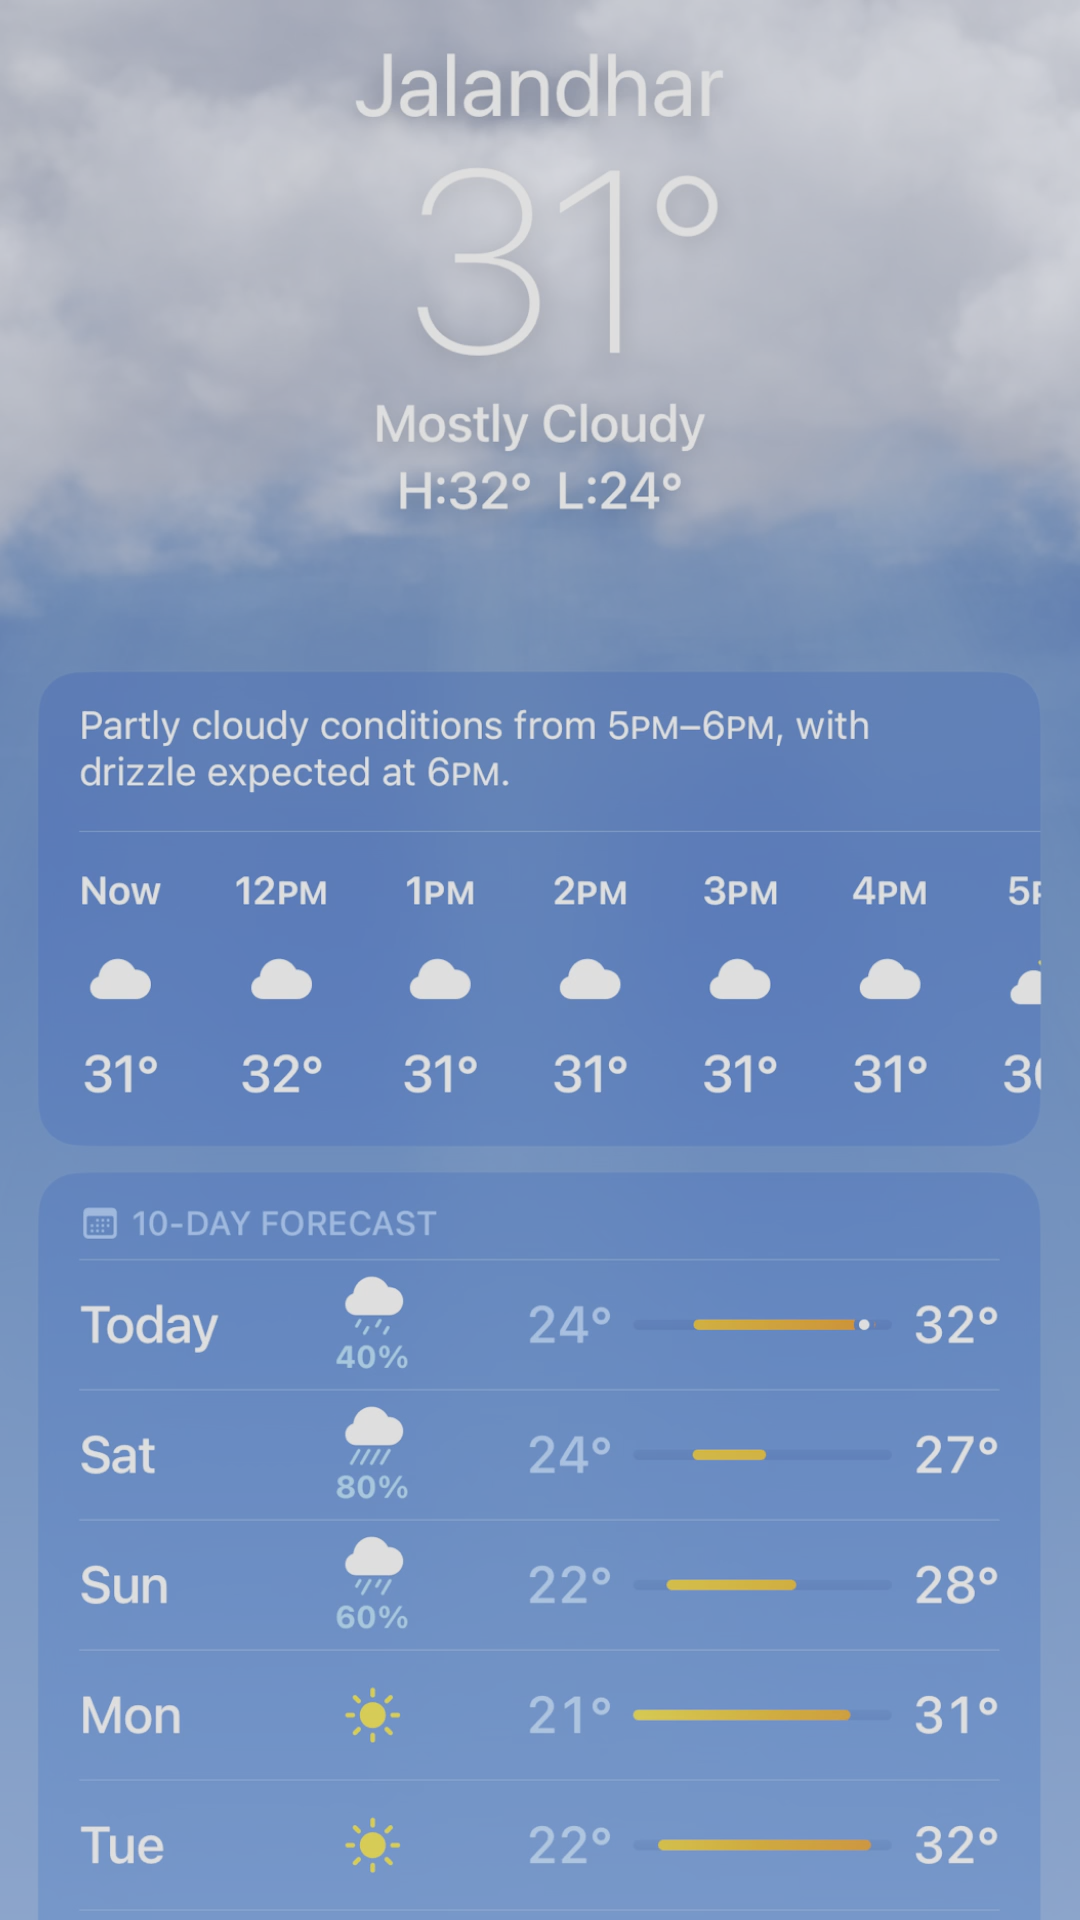 Jalandhar
31°
Mostly Cloudy
H:32° L:24°
Partly cloudy conditions from 5PM–6PM, with
drizzle expected at 6PM.
Now 12PM 1PM 2PM 3PM 4PM
31° 32° 31° 31° 31° 31°
10-DAY FORECAST
Today 40% 24° 32°
Sat 80% 24° 27°
Sun 60% 22° 28°
Mon 21° 31°
Tue 22° 32°